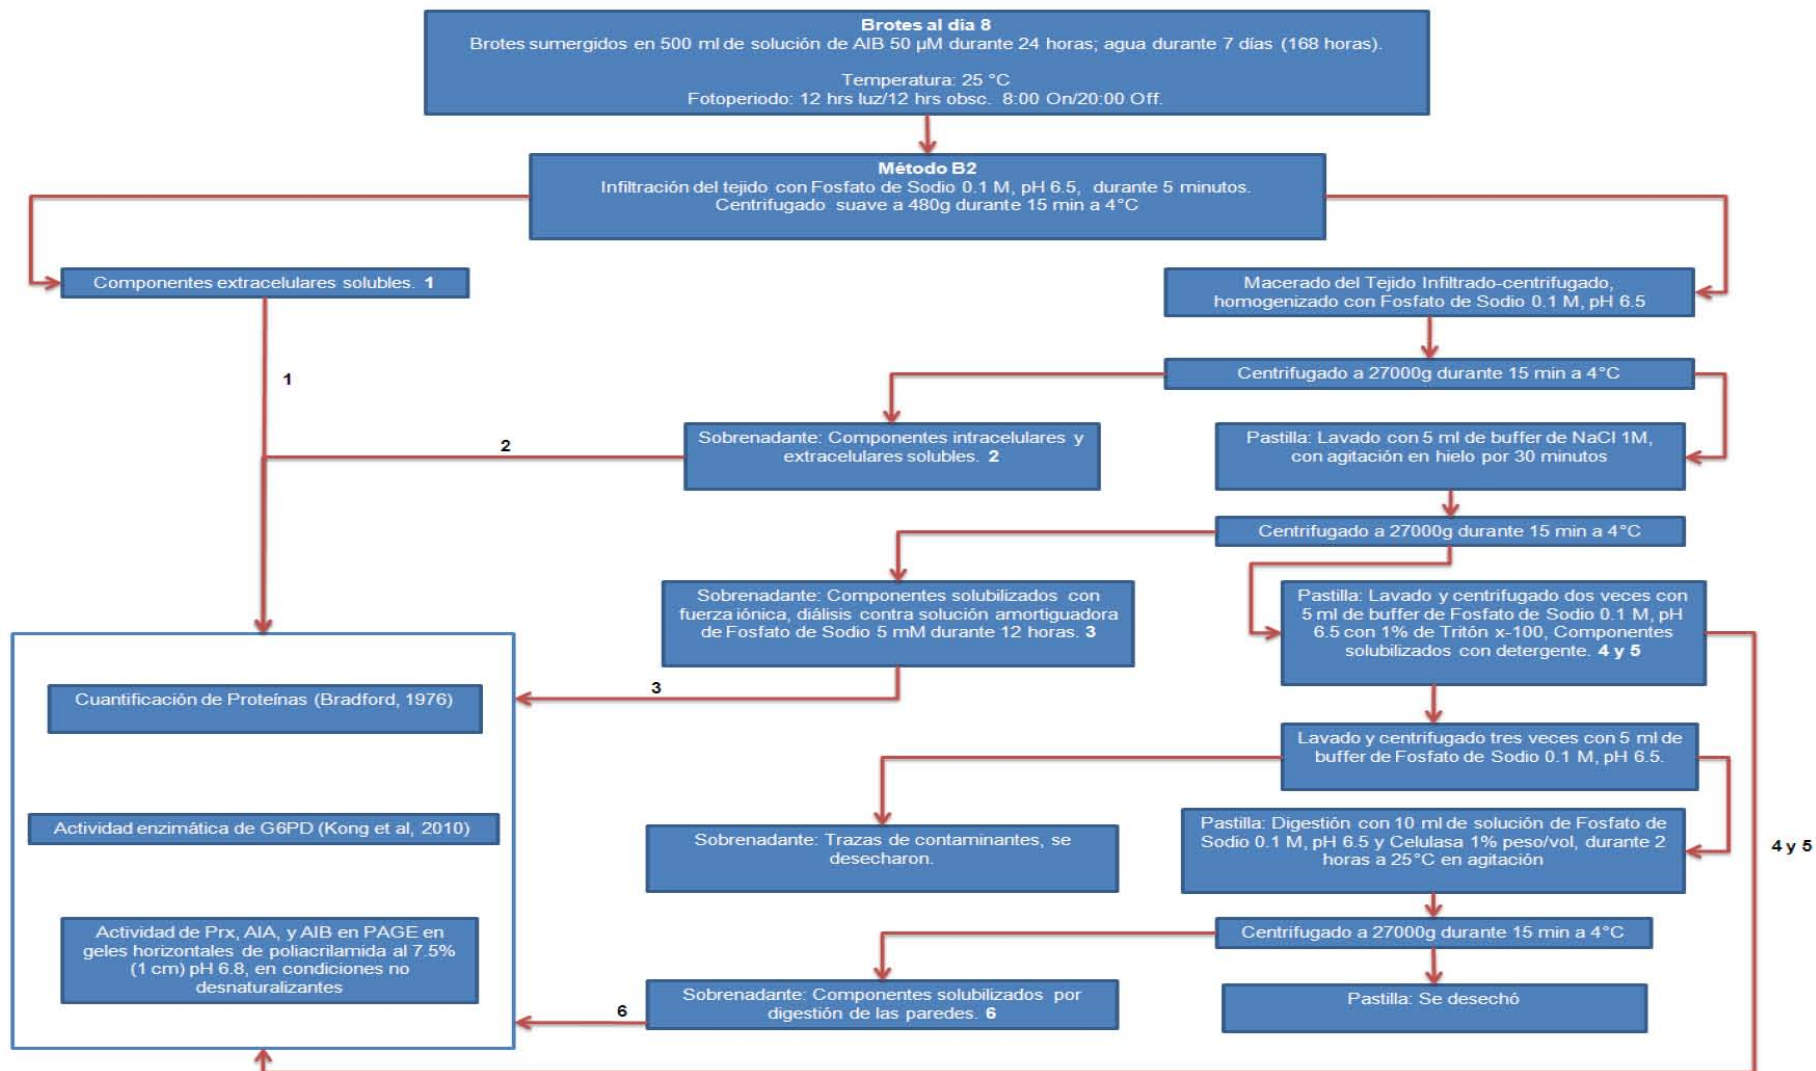 Brotes al día 8
Brotes sumergidos en 500 ml de solución de AIB 50 µM durante 24 horas; agua durante 7 días (168 horas).
Temperatura: 25 °C
Fotoperiodo: 12 hrs luz/12 hrs obsc. 8:00 On/20:00 Off.
Método B2
Infiltración del tejido con Fosfato de Sodio 0.1 M, pH 6.5, durante 5 minutos.
Centrifugado suave a 480g durante 15 min a 4°C
Componentes extracelulares solubles. 1
Macerado del Tejido Infiltrado-centrifugado,
homogenizado con Fosfato de Sodio 0.1 M, pH 6.5
1
Centrifugado a 27000g durante 15 min a 4°C
2
Sobrenadante: Componentes intracelulares y
extracelulares solubles. 2
Pastilla: Lavado con 5 ml de buffer de NaCl 1M,
con agitación en hielo por 30 minutos
Centrifugado a 27000g durante 15 min a 4°C
Sobrenadante: Componentes solubilizados con
fuerza iónica, diálisis contra solución amortiguadora
de Fosfato de Sodio 5 mM durante 12 horas. 3
Pastilla: Lavado y centrifugado dos veces con
5 ml de buffer de Fosfato de Sodio 0.1 M, pH
6.5 con 1% de Tritón x-100, Componentes
solubilizados con detergente. 4 y 5
3
Cuantificación de Proteínas (Bradford, 1976)
Lavado y centrifugado tres veces con 5 ml de
buffer de Fosfato de Sodio 0.1 M, pH 6.5.
Actividad enzimática de G6PD (Kong et al, 2010)
Sobrenadante: Trazas de contaminantes, se
desecharon.
Pastilla: Digestión con 10 ml de solución de Fosfato de
Sodio 0.1 M, pH 6.5 y Celulasa 1% peso/vol, durante 2
horas a 25°C en agitación
4 y 5
Actividad de Prx, AIA, y AIB en PAGE en
geles horizontales de poliacrilamida al 7.5%
(1 cm) pH 6.8, en condiciones no
desnaturalizantes
Centrifugado a 27000g durante 15 min a 4°C
Sobrenadante: Componentes solubilizados por
digestión de las paredes. 6
Pastilla: Se desechó
6